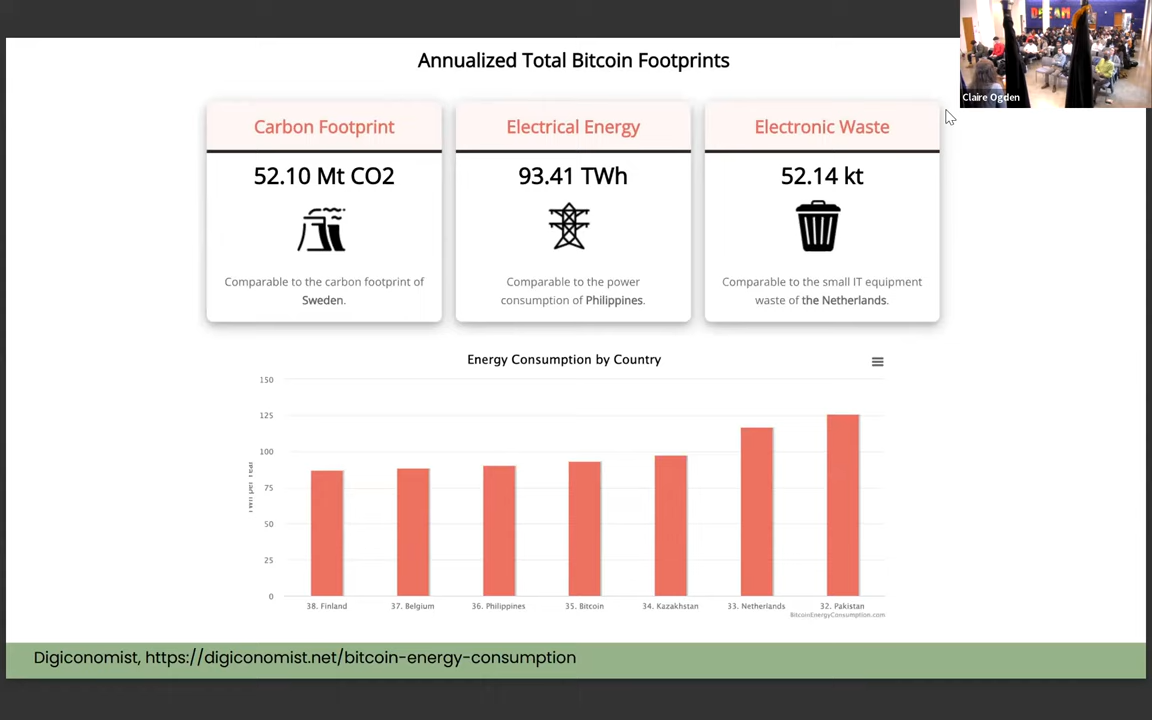 Annualized Total Bitcoin Footprints
Claire Ogden
Carbon Footprint
52.10 Mt CO2
Comparable to the carbon footprint of
Sweden.
Electrical Energy
93.41 TWh
Comparable to the power
consumption of Philippines.
Electronic Waste
52.14 kt
Comparable to the small IT equipment
waste of the Netherlands.
Energy Consumption by Country
150
125
100
75
50
25
0
38. Finland
37. Belgium
36. Philippines
35. Bitcoin
34. Kazakhstan
33. Netherlands
32. Pakistan
BitcoinEnergyConsumption.com
Digiconomist, https://digiconomist.net/bitcoin-energy-consumption